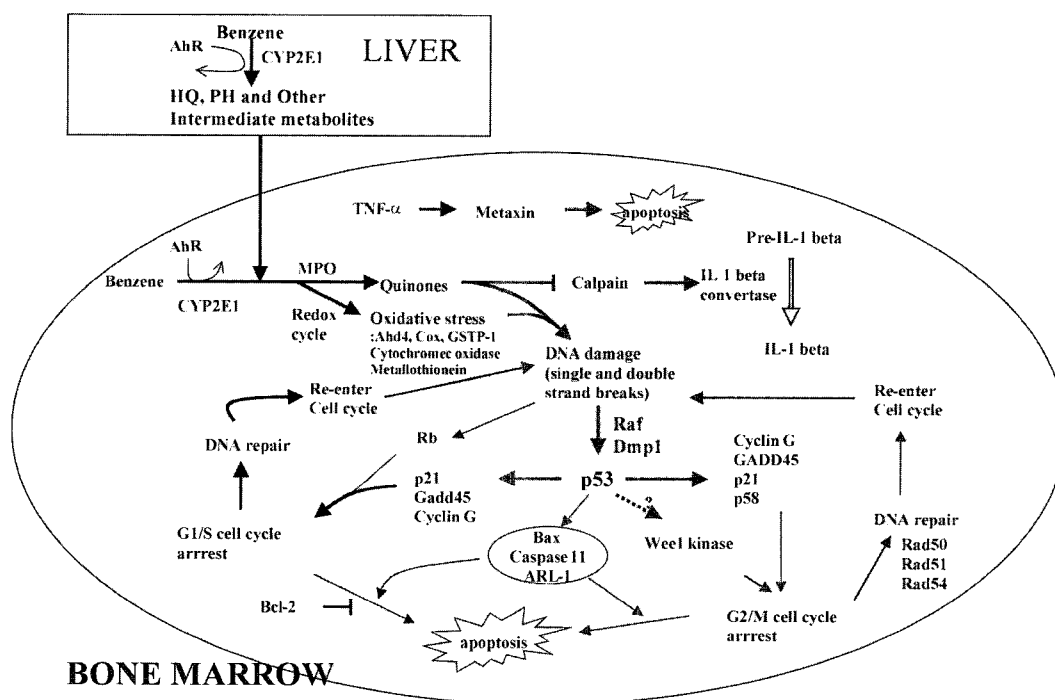 Benzene
LIVER
AhR
CYP2E1
HQ, PH and Other
Intermediate metabolites
TNF-α
Metaxin
apoptosis
Pre-IL-1 beta
AhR
MPO
Benzene
Quinones
Calpain
IL 1 beta
convertase
CYP2E1
Redox
cycle
Oxidative stress
:Ahd4, Cox, GSTP-1
Cytochromec oxidase
Metallothionein
IL-1 beta
DNA damage
(single and double
strand breaks)
Re-enter
Cell cycle
Re-enter
Cell cycle
Raf
Dmp1
DNA repair
Rb
Cyclin G
GADD45
p21
p58
p21
Gadd45
Cyclin G
p53
?
G1/S cell cycle
arrrest
Bax
Caspase 11
ARL-1
Wee1 kinase
DNA repair
Rad50
Rad51
Rad54
Bcl-2
G2/M cell cycle
arrrest
apoptosis
BONE MARROW